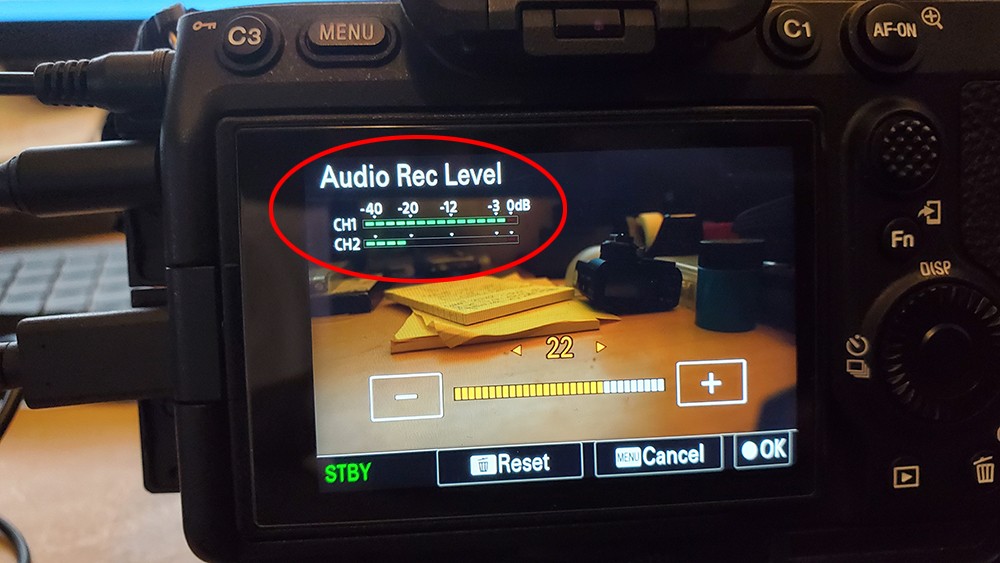 C3
MENU
C1
AF-ON
Audio Rec Level
-40 -20 -12 -3 0dB
CH1
CH2
22
- +
STBY
Reset
MENU Cancel
OK
Fn
DISP